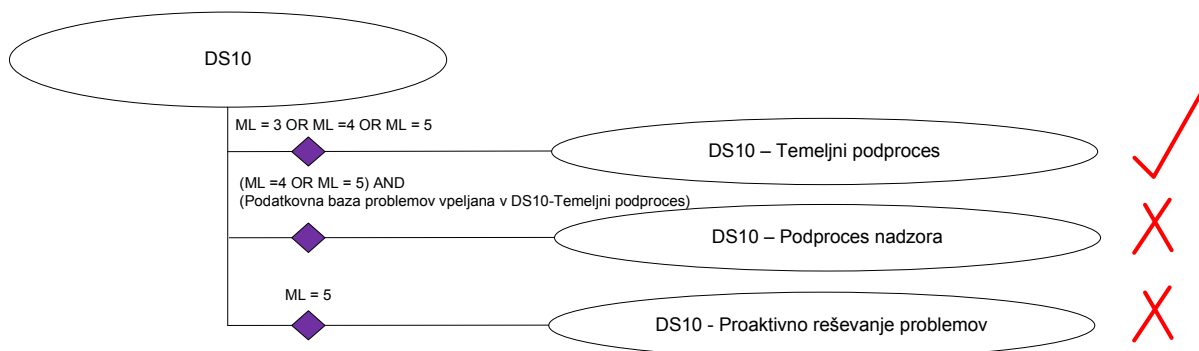 DS10
ML = 3 OR ML =4 OR ML = 5
DS10 – Temeljni podproces
(ML =4 OR ML = 5) AND
(Podatkovna baza problemov vpeljana v DS10-Temeljni podproces)
DS10 – Podproces nadzora
ML = 5
DS10 - Proaktivno reševanje problemov